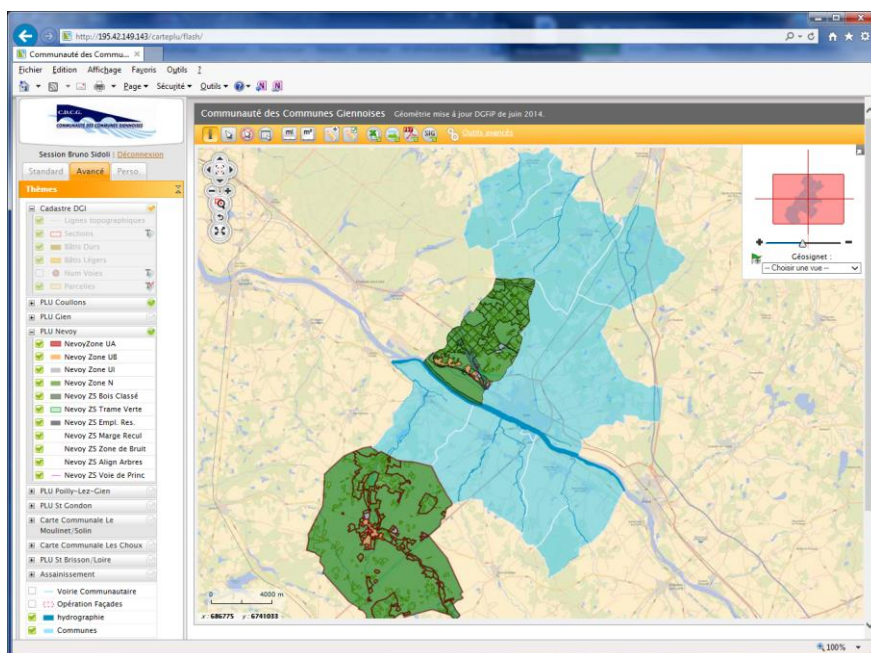 http://195.42.149.143/carteplu/flash/
Communauté des Commu...
Fichier Edition Affichage Favoris Outils ?
Page Sécurité Outils
C.D.C.G.
COMMUNAUTÉ DES COMMUNES GIENNOISES
Communauté des Communes Giennoises Géométrie mise à jour DGFiP de juin 2014.
Session Bruno Sidoli | Déconnexion
Outils avancés
Standard Avancé Perso.
Thèmes
Cadastre DGI
Lignes topographiques
Sections
Bâtis Durs
Bâtis Légers
Num Voies
Parcelles
PLU Coullons
PLU Gien
PLU Nevoy
NevoyZone UA
Nevoy Zone UB
Nevoy Zone UI
Nevoy Zone N
Nevoy ZS Bois Classé
Nevoy ZS Trame Verte
Nevoy ZS Empl. Res.
Nevoy ZS Marge Recul
Nevoy ZS Zone de Bruit
Nevoy ZS Align Arbres
Nevoy ZS Voie de Princ
PLU Poilly-Lez-Gien
PLU St Gondon
Carte Communale Le
Moulinet/Solin
Carte Communale Les Choux
PLU St Brisson/Loire
Assainissement
Voirie Communautaire
Opération Façades
hydrographie
Communes
Géosignet :
-- Choisir une vue --
0 4000 m
x : 686775 y : 6741033
100%